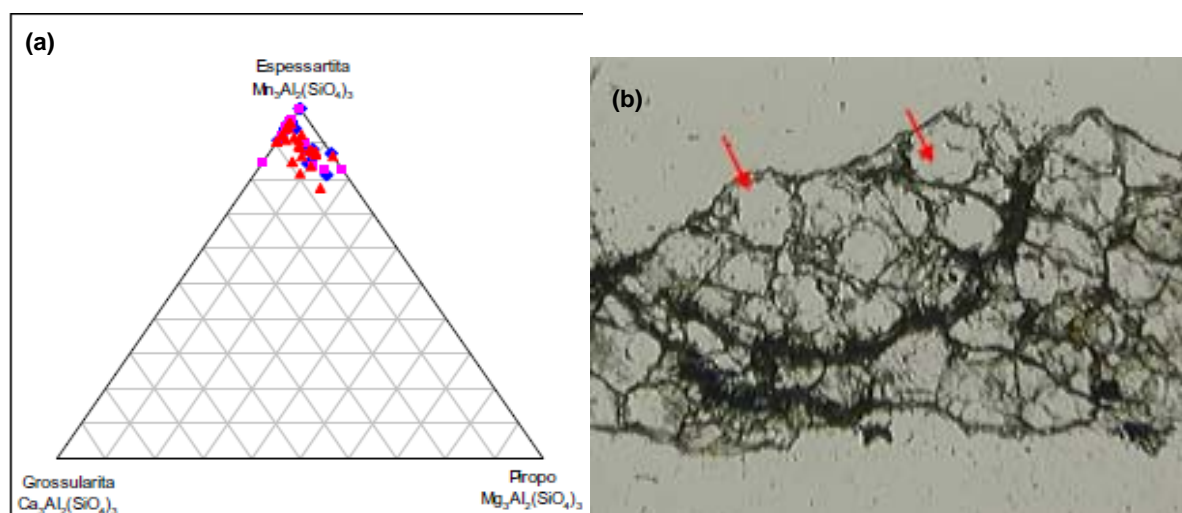 (a)
Espessartita
Mn₃Al₂(SiO₄)₃
Grossularita
Ca₃Al₂(SiO₄)₃
Piropo
Mg₃Al₂(SiO₄)₃
(b)